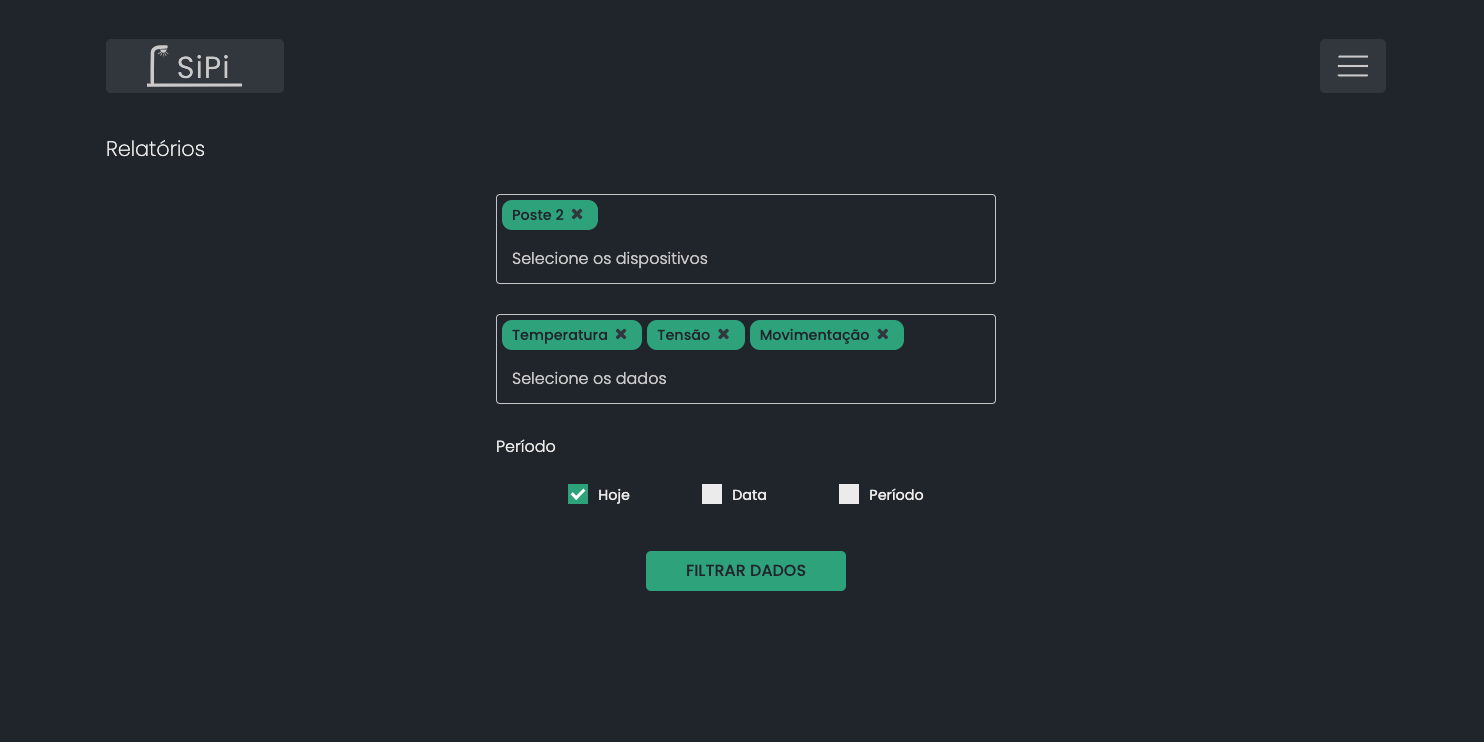 SiPi
Relatórios
Poste 2 ✖
Selecione os dispositivos
Temperatura ✖ Tensão ✖ Movimentação ✖
Selecione os dados
Período
Hoje Data Período
FILTRAR DADOS